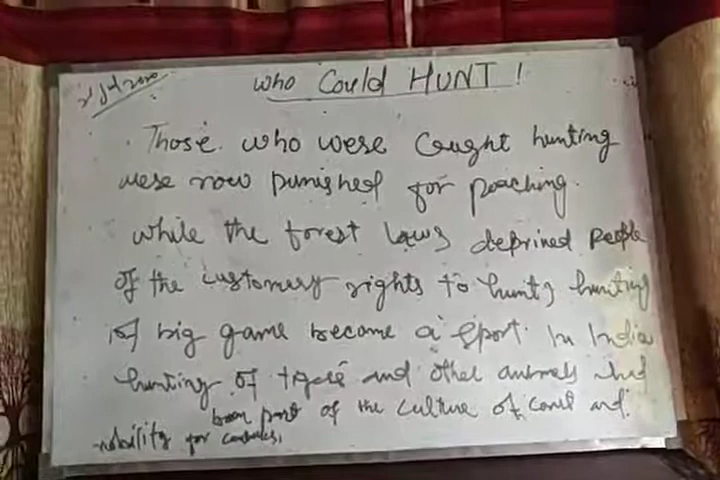 Who Could HUNT !
Those who were Caught hunting
were now punished for poaching.
While the forest laws deprived People
of the customery rights to hunt, hunting
of big game became a sport. In India
hunting of tigers and other animals had
been part of the culture of court and
nobility for centuries,